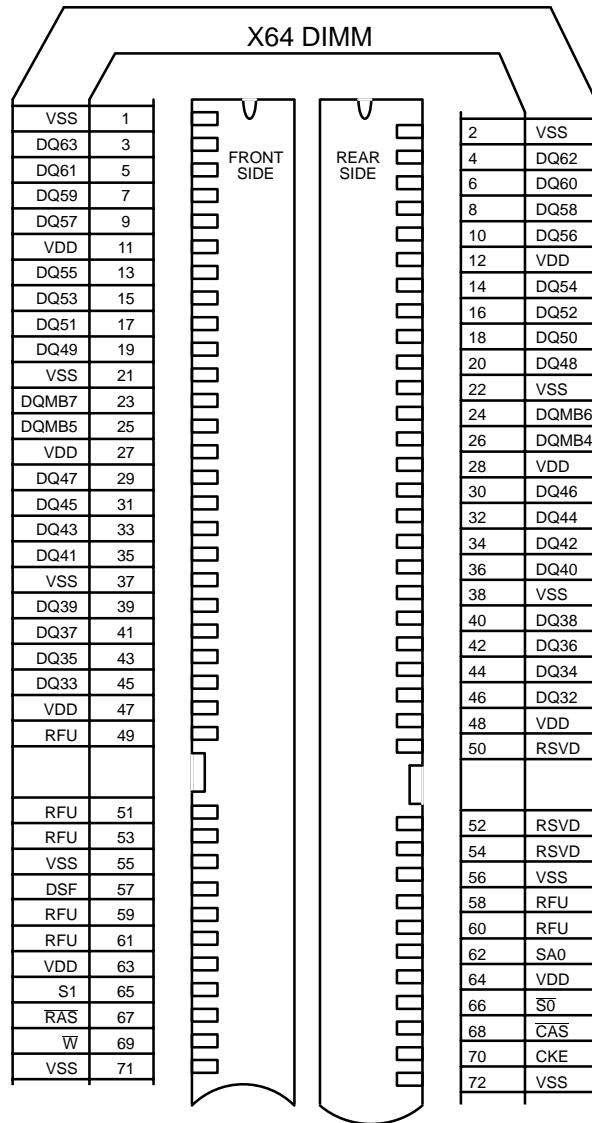 X64 DIMM
VSS 1
DQ63 3
DQ61 5
DQ59 7
DQ57 9
VDD 11
DQ55 13
DQ53 15
DQ51 17
DQ49 19
VSS 21
DQMB7 23
DQMB5 25
VDD 27
DQ47 29
DQ45 31
DQ43 33
DQ41 35
VSS 37
DQ39 39
DQ37 41
DQ35 43
DQ33 45
VDD 47
RFU 49
RFU 51
RFU 53
VSS 55
DSF 57
RFU 59
RFU 61
VDD 63
S1 65
R̅A̅S̅ 67
W̅ 69
VSS 71
FRONT
SIDE
REAR
SIDE
2 VSS
4 DQ62
6 DQ60
8 DQ58
10 DQ56
12 VDD
14 DQ54
16 DQ52
18 DQ50
20 DQ48
22 VSS
24 DQMB6
26 DQMB4
28 VDD
30 DQ46
32 DQ44
34 DQ42
36 DQ40
38 VSS
40 DQ38
42 DQ36
44 DQ34
46 DQ32
48 VDD
50 RSVD
52 RSVD
54 RSVD
56 VSS
58 RFU
60 RFU
62 SA0
64 VDD
66 S̅0̅
68 C̅A̅S̅
70 CKE
72 VSS